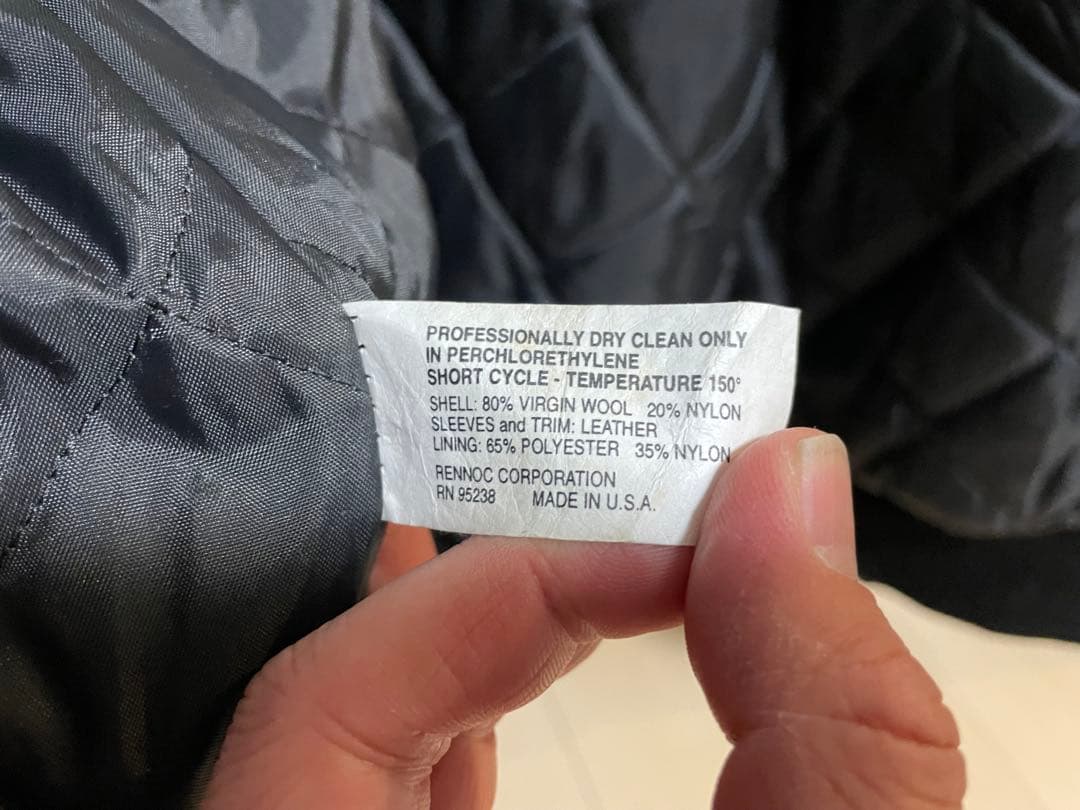 PROFESSIONALLY DRY CLEAN ONLY
IN PERCHLORETHYLENE
SHORT CYCLE - TEMPERATURE 150°
SHELL: 80% VIRGIN WOOL 20% NYLON
SLEEVES and TRIM: LEATHER
LINING: 65% POLYESTER 35% NYLON
RENNOC CORPORATION
RN 95238 MADE IN U.S.A.